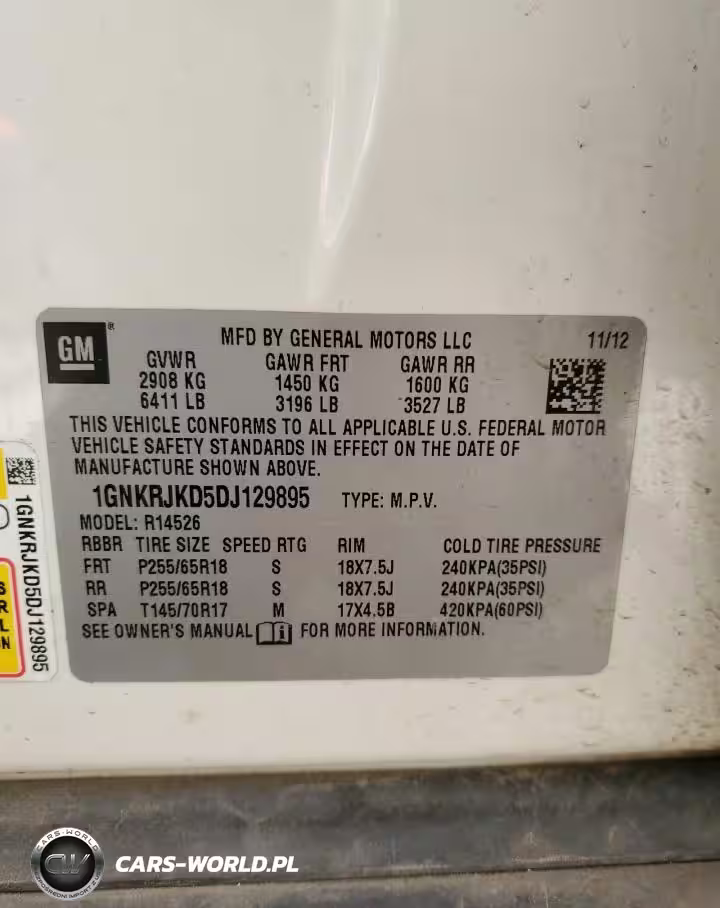 GM ®
MFD BY GENERAL MOTORS LLC 11/12
GVWR GAWR FRT GAWR RR
2908 KG 1450 KG 1600 KG
6411 LB 3196 LB 3527 LB
THIS VEHICLE CONFORMS TO ALL APPLICABLE U.S. FEDERAL MOTOR
VEHICLE SAFETY STANDARDS IN EFFECT ON THE DATE OF
MANUFACTURE SHOWN ABOVE.
1GNKRJKD5DJ129895 TYPE: M.P.V.
MODEL: R14526
RBBR TIRE SIZE SPEED RTG RIM COLD TIRE PRESSURE
FRT P255/65R18 S 18X7.5J 240KPA(35PSI)
RR P255/65R18 S 18X7.5J 240KPA(35PSI)
SPA T145/70R17 M 17X4.5B 420KPA(60PSI)
SEE OWNER'S MANUAL FOR MORE INFORMATION.
1GNKRJKD5DJ129895
S
R
L
N
CARS-WORLD
CW
CARS-WORLD.PL